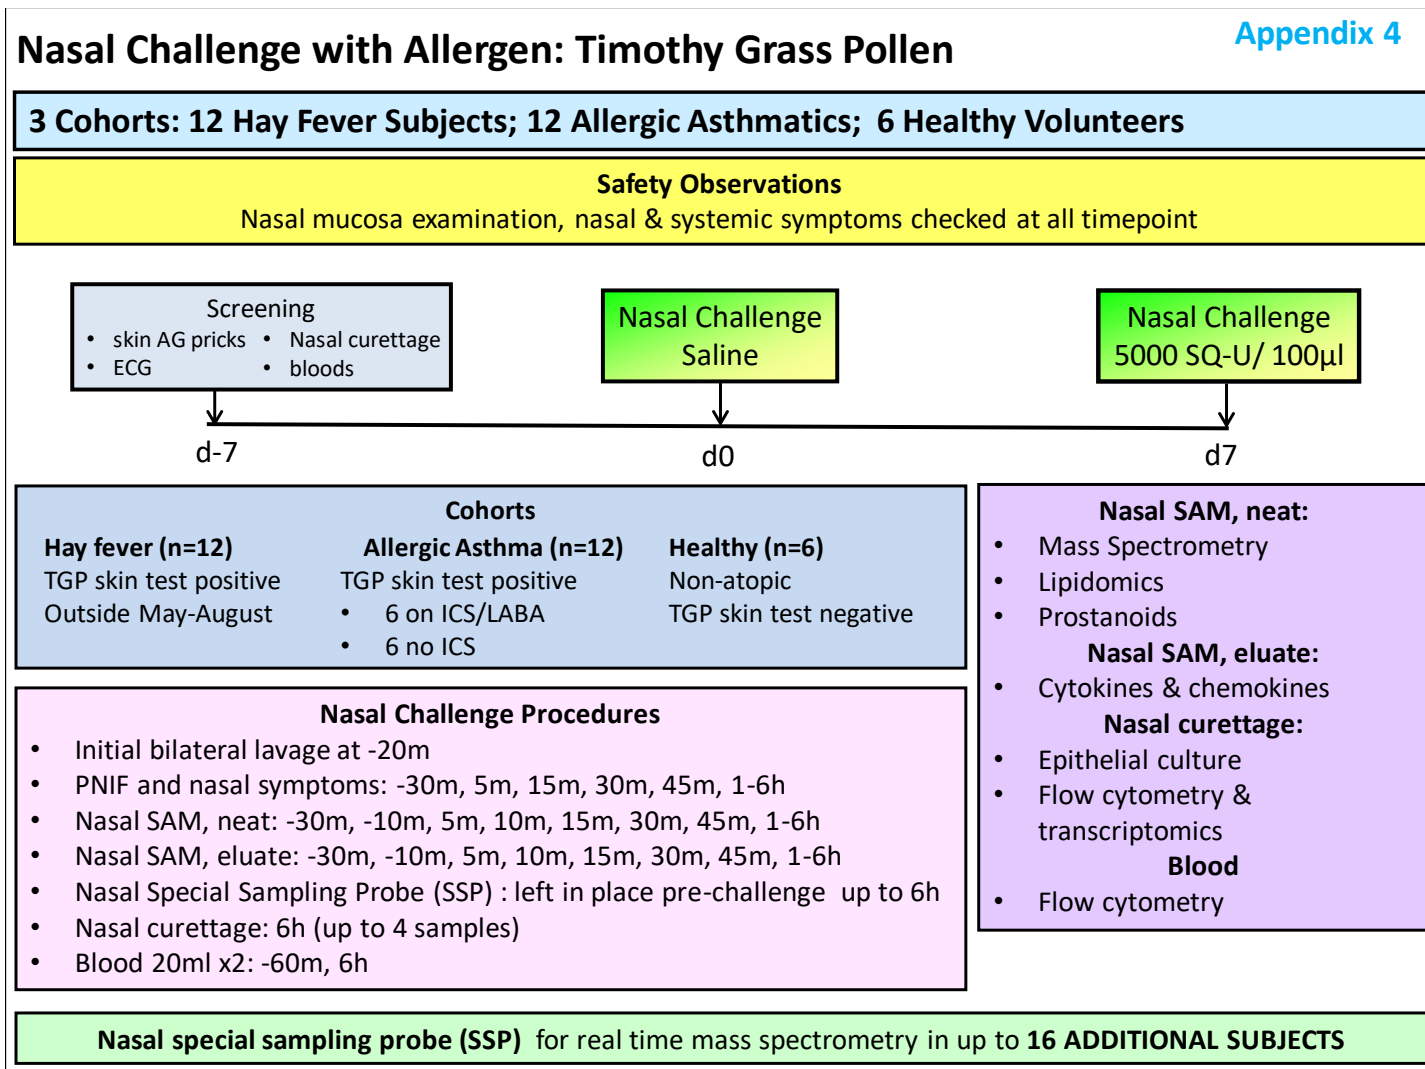 Appendix 4
Nasal Challenge with Allergen: Timothy Grass Pollen
3 Cohorts: 12 Hay Fever Subjects; 12 Allergic Asthmatics; 6 Healthy Volunteers
Safety Observations
Nasal mucosa examination, nasal & systemic symptoms checked at all timepoint
Screening
• skin AG pricks
• ECG
• Nasal curettage
• bloods
Nasal Challenge
Saline
Nasal Challenge
5000 SQ-U/ 100µl
d-7
d0
d7
Cohorts
Hay fever (n=12)
TGP skin test positive
Outside May-August
Allergic Asthma (n=12)
TGP skin test positive
• 6 on ICS/LABA
• 6 no ICS
Healthy (n=6)
Non-atopic
TGP skin test negative
Nasal Challenge Procedures
• Initial bilateral lavage at -20m
• PNIF and nasal symptoms: -30m, 5m, 15m, 30m, 45m, 1-6h
• Nasal SAM, neat: -30m, -10m, 5m, 10m, 15m, 30m, 45m, 1-6h
• Nasal SAM, eluate: -30m, -10m, 5m, 10m, 15m, 30m, 45m, 1-6h
• Nasal Special Sampling Probe (SSP) : left in place pre-challenge up to 6h
• Nasal curettage: 6h (up to 4 samples)
• Blood 20ml x2: -60m, 6h
Nasal SAM, neat:
• Mass Spectrometry
• Lipidomics
• Prostanoids
Nasal SAM, eluate:
• Cytokines & chemokines
Nasal curettage:
• Epithelial culture
• Flow cytometry &
transcriptomics
Blood
• Flow cytometry
Nasal special sampling probe (SSP) for real time mass spectrometry in up to 16 ADDITIONAL SUBJECTS